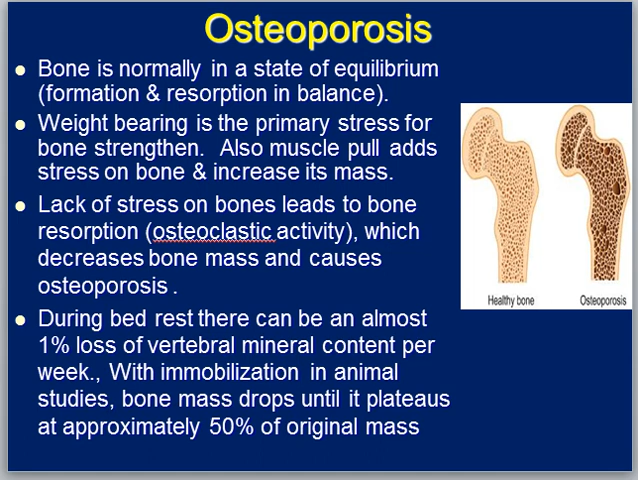 Osteoporosis
Bone is normally in a state of equilibrium
(formation & resorption in balance).
Weight bearing is the primary stress for
bone strengthen. Also muscle pull adds
stress on bone & increase its mass.
Lack of stress on bones leads to bone
resorption (osteoclastic activity), which
decreases bone mass and causes
osteoporosis .
During bed rest there can be an almost
1% loss of vertebral mineral content per
week., With immobilization in animal
studies, bone mass drops until it plateaus
at approximately 50% of original mass
Healthy bone
Osteoporosis